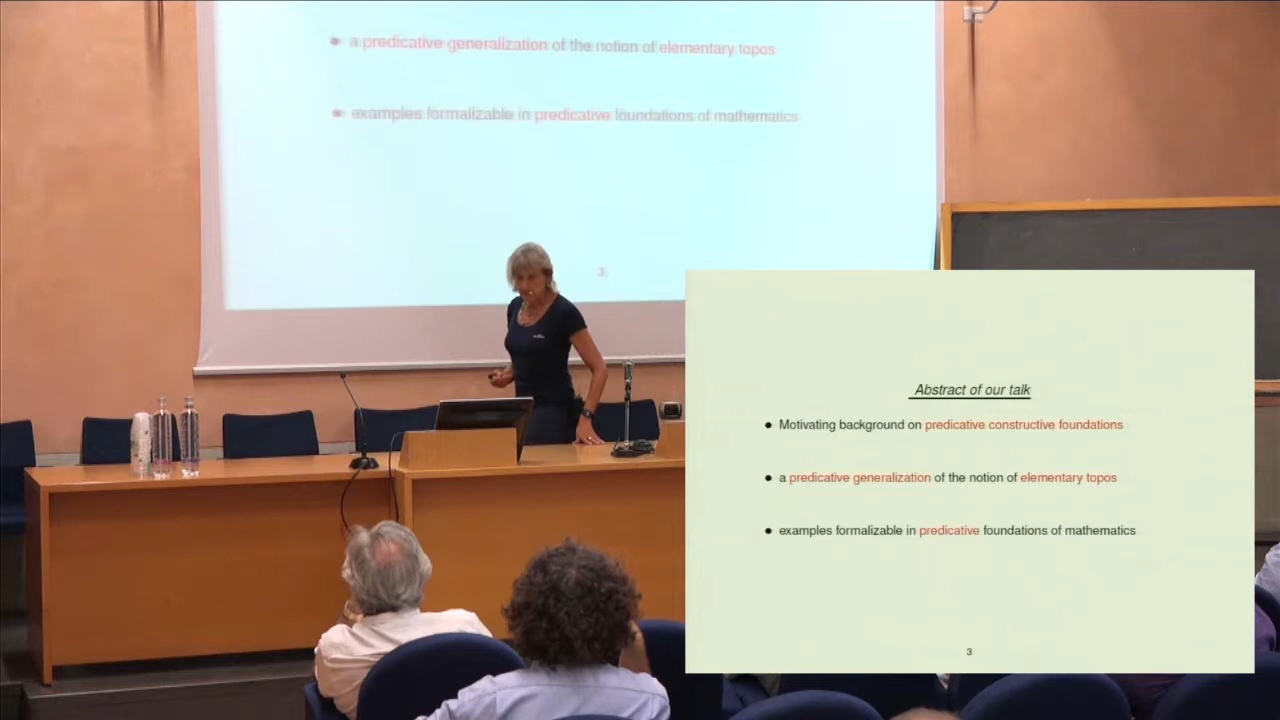 ● a predicative generalization of the notion of elementary topos
● examples formalizable in predicative foundations of mathematics
3
Abstract of our talk
● Motivating background on predicative constructive foundations
● a predicative generalization of the notion of elementary topos
● examples formalizable in predicative foundations of mathematics
3